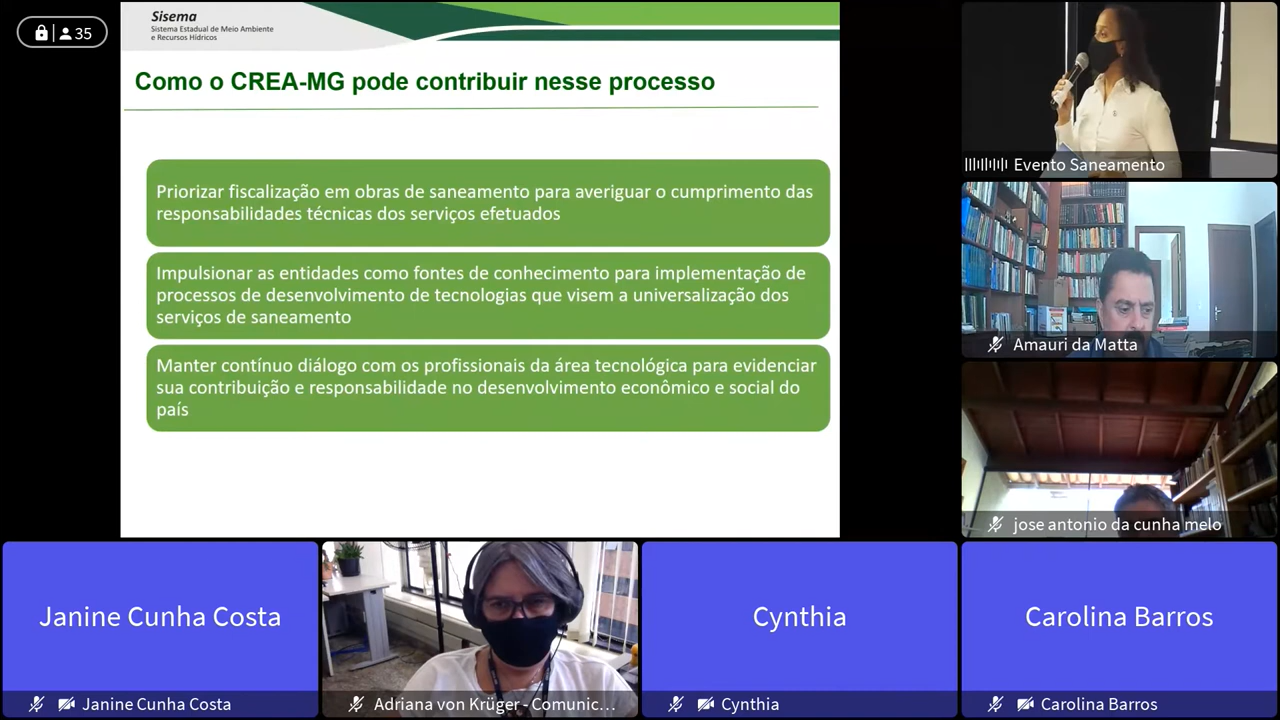 35
Sisema
Sistema Estadual de Meio Ambiente
e Recursos Hídricos
Como o CREA-MG pode contribuir nesse processo
Priorizar fiscalização em obras de saneamento para averiguar o cumprimento das
responsabilidades técnicas dos serviços efetuados
Impulsionar as entidades como fontes de conhecimento para implementação de
processos de desenvolvimento de tecnologias que visem a universalização dos
serviços de saneamento
Manter contínuo diálogo com os profissionais da área tecnológica para evidenciar
sua contribuição e responsabilidade no desenvolvimento econômico e social do
país
Evento Saneamento
Amauri da Matta
jose antonio da cunha melo
Janine Cunha Costa
Janine Cunha Costa
Adriana von Krüger - Comunic...
Cynthia
Cynthia
Carolina Barros
Carolina Barros